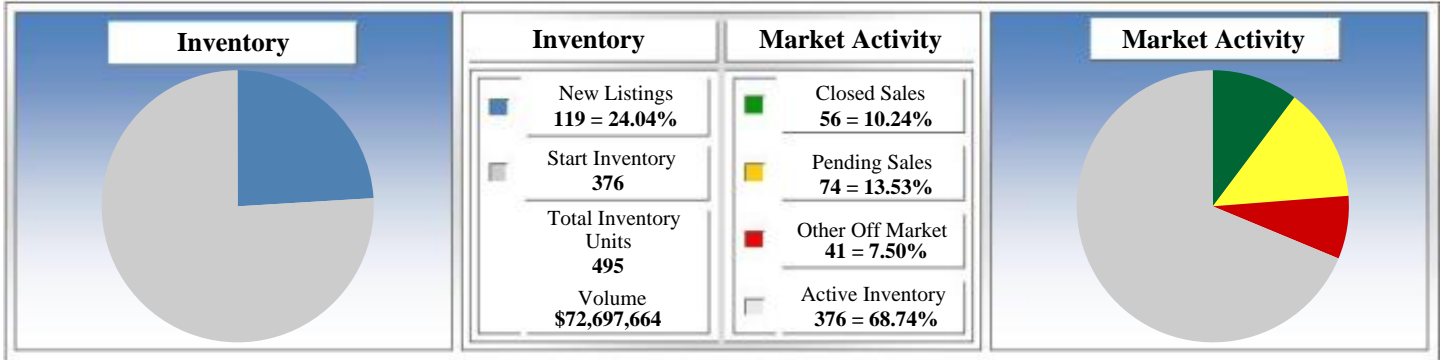 Inventory
Inventory
Market Activity
New Listings
119 = 24.04%
Start Inventory
376
Total Inventory
Units
495
Volume
$72,697,664
Closed Sales
56 = 10.24%
Pending Sales
74 = 13.53%
Other Off Market
41 = 7.50%
Active Inventory
376 = 68.74%
Market Activity